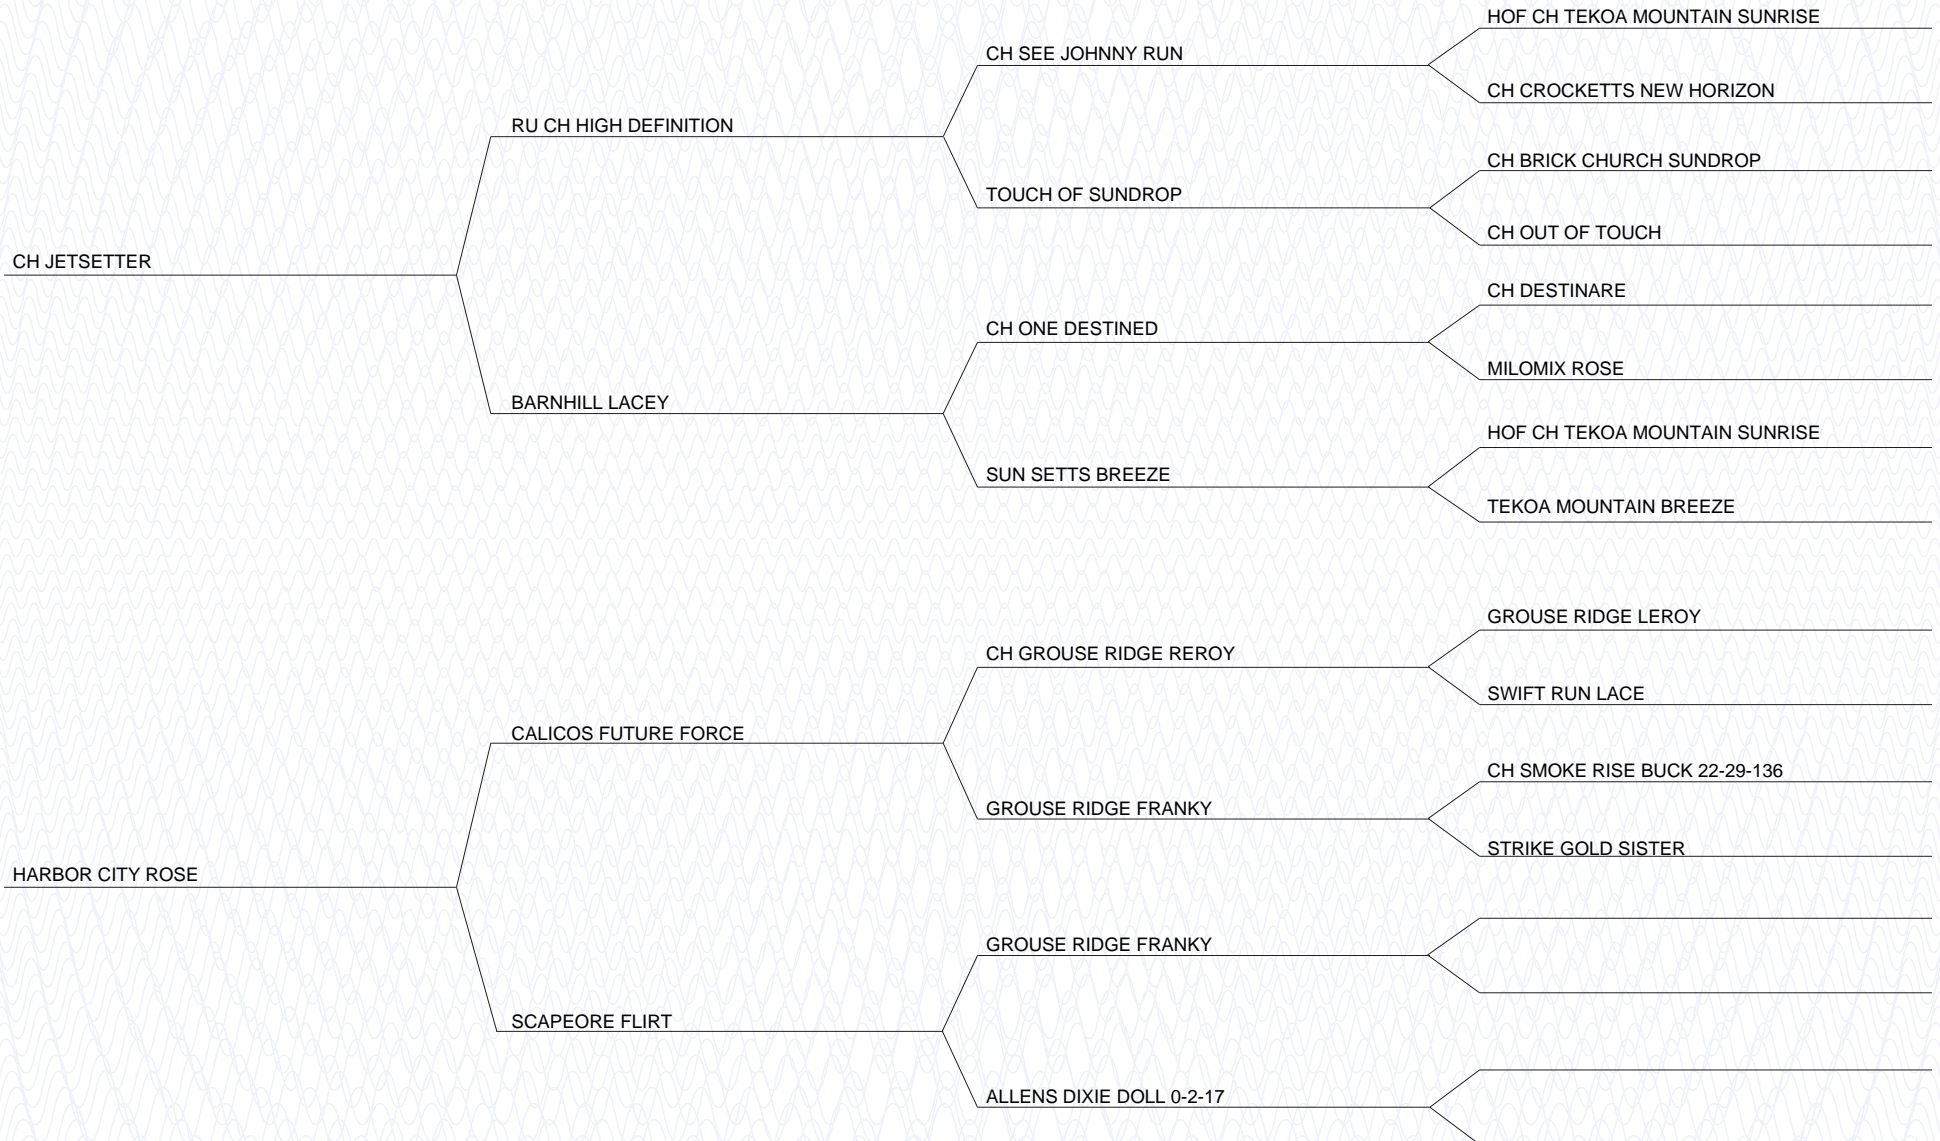 HOF CH TEKOA MOUNTAIN SUNRISE
CH SEE JOHNNY RUN
CH CROCKETTS NEW HORIZON
RU CH HIGH DEFINITION
CH BRICK CHURCH SUNDROP
TOUCH OF SUNDROP
CH OUT OF TOUCH
CH JETSETTER
CH DESTINARE
CH ONE DESTINED
MILOMIX ROSE
BARNHILL LACEY
HOF CH TEKOA MOUNTAIN SUNRISE
SUN SETTS BREEZE
TEKOA MOUNTAIN BREEZE
GROUSE RIDGE LEROY
CH GROUSE RIDGE REROY
SWIFT RUN LACE
CALICOS FUTURE FORCE
CH SMOKE RISE BUCK 22-29-136
GROUSE RIDGE FRANKY
STRIKE GOLD SISTER
HARBOR CITY ROSE
GROUSE RIDGE FRANKY
SCAPEORE FLIRT
ALLENS DIXIE DOLL 0-2-17